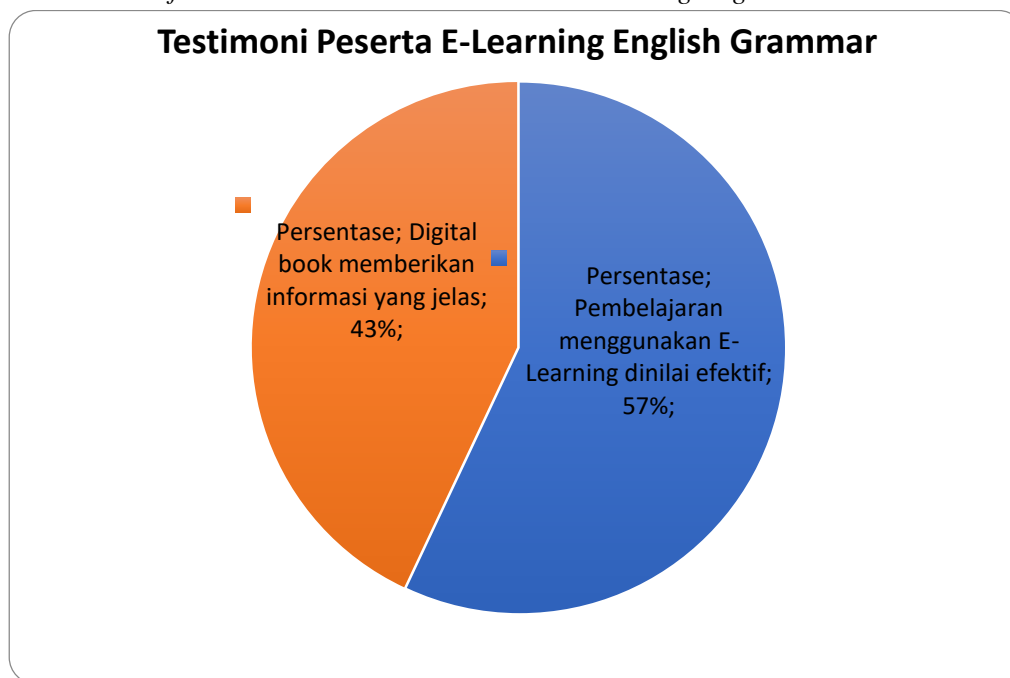 Testimoni Peserta E-Learning English Grammar
Persentase; Digital
book memberikan
informasi yang jelas;
43%;
Persentase;
Pembelajaran
menggunakan E-
Learning dinilai efektif;
57%;